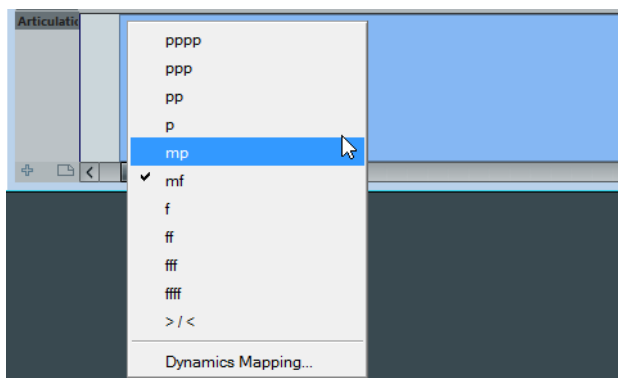 Articulatio
pppp
ppp
pp
p
mp
mf
f
ff
fff
ffff
> / <
Dynamics Mapping...